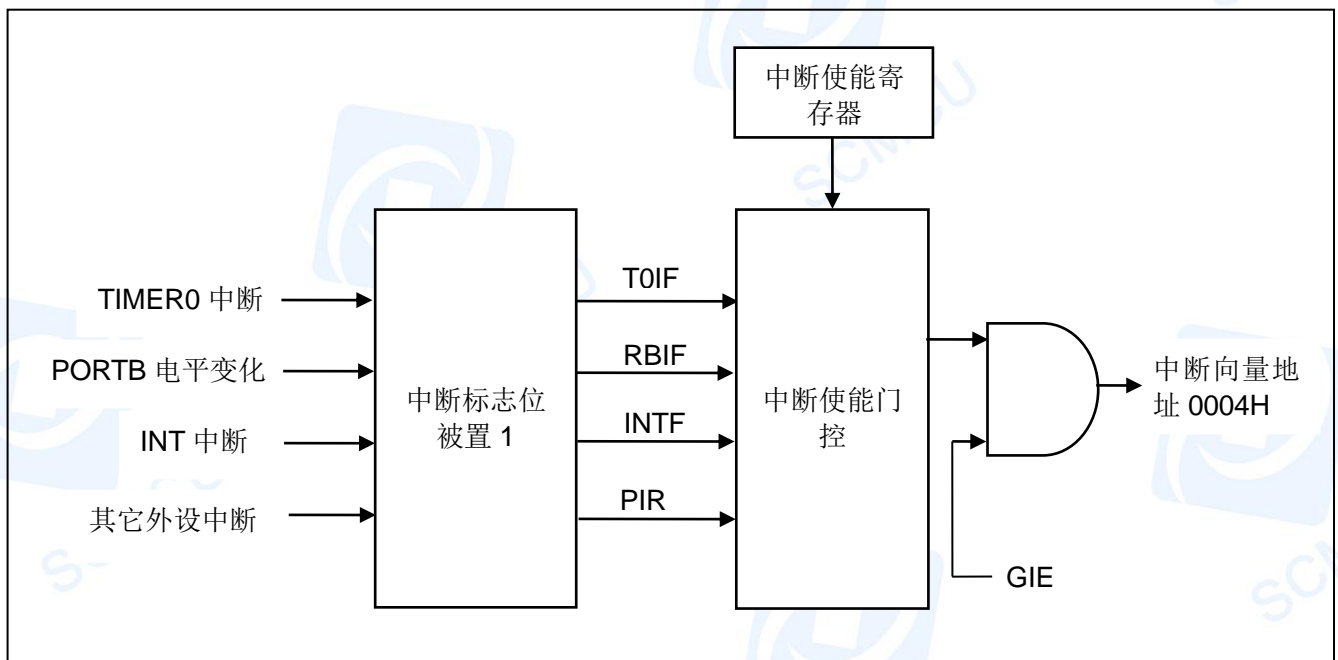 中断使能寄
存器
TIMER0 中断
PORTB 电平变化
INT 中断
其它外设中断
中断标志位
被置 1
T0IF
RBIF
INTF
PIR
中断使能门
控
中断向量地
址 0004H
GIE
SCMCU